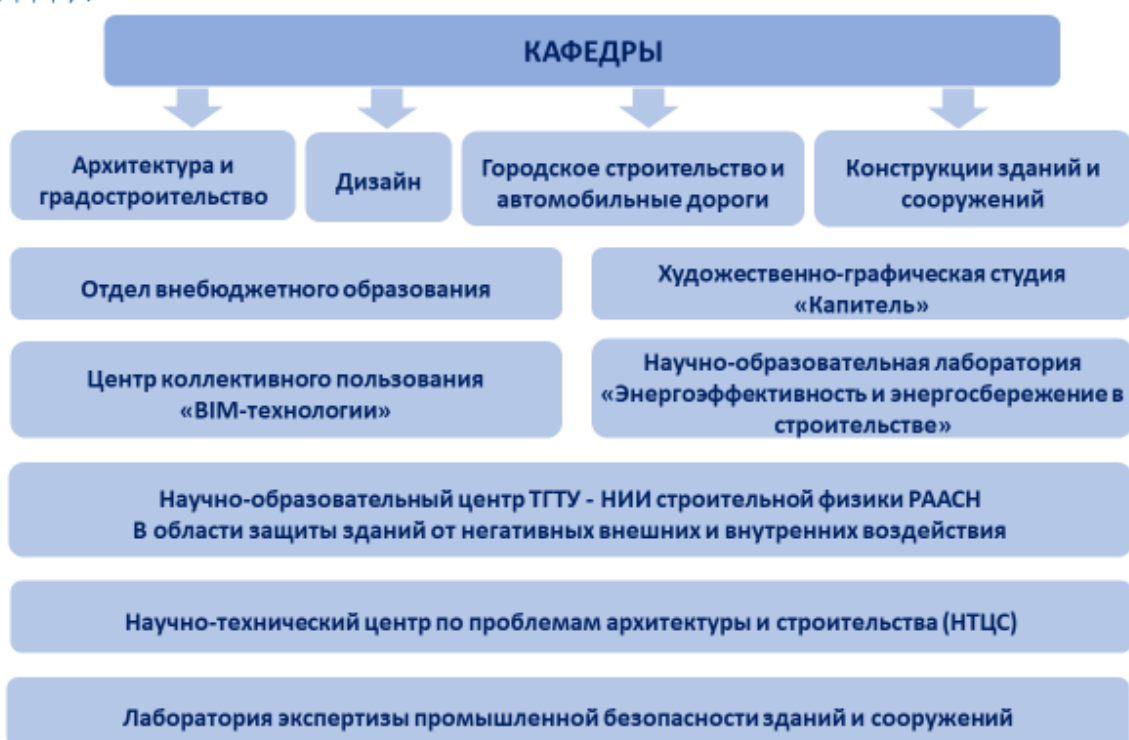 КАФЕДРЫ
Архитектура и
градостроительство
Дизайн
Городское строительство и
автомобильные дороги
Конструкции зданий и
сооружений
Отдел внебюджетного образования
Художественно-графическая студия
«Капитель»
Центр коллективного пользования
«BIM-технологии»
Научно-образовательная лаборатория
«Энергоэффективность и энергосбережение в
строительстве»
Научно-образовательный центр ТГТУ - НИИ строительной физики РААСН
В области защиты зданий от негативных внешних и внутренних воздействия
Научно-технический центр по проблемам архитектуры и строительства (НТЦС)
Лаборатория экспертизы промышленной безопасности зданий и сооружений